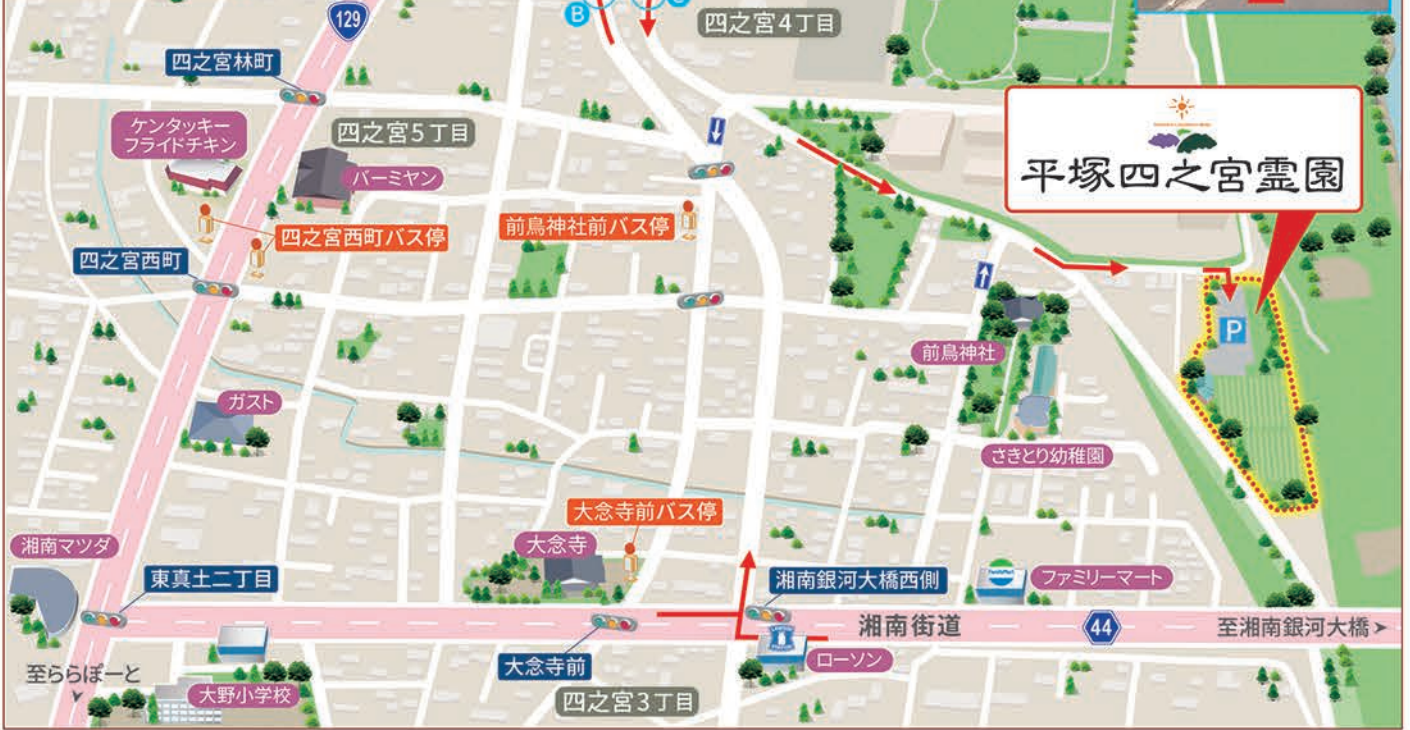 129
B
四之宮4丁目
四之宮林町
ケンタッキー
フライドチキン
四之宮5丁目
バーミヤン
平塚四之宮霊園
四之宮西町バス停
前鳥神社前バス停
四之宮西町
P
前鳥神社
ガスト
さきとり幼稚園
大念寺前バス停
湘南マツダ
大念寺
東真土二丁目
湘南銀河大橋西側
FamilyMart
ファミリーマート
湘南街道
44
至湘南銀河大橋
ローソン
大念寺前
至ららぽーと
大野小学校
四之宮3丁目